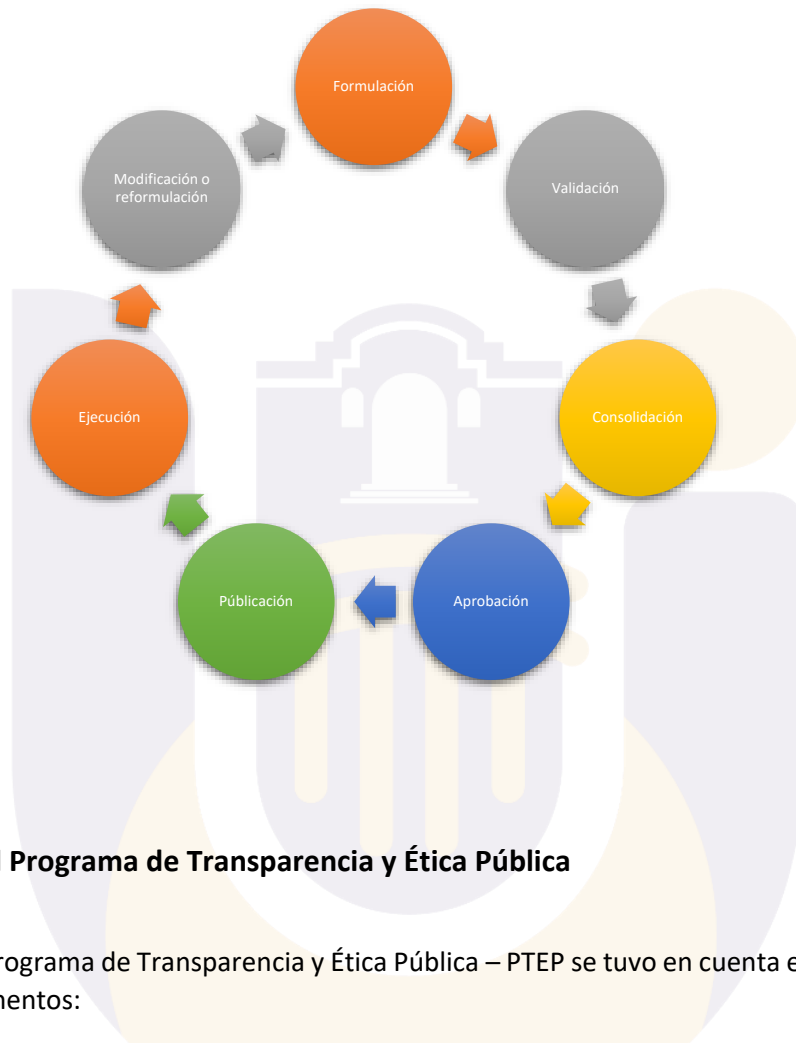 Formulación
Validación
Consolidación
Aprobación
Públicación
Ejecución
Modificación o
reformulación
Programa de Transparencia y Ética Pública
rograma de Transparencia y Ética Pública – PTEP se tuvo en cuenta e
mentos: